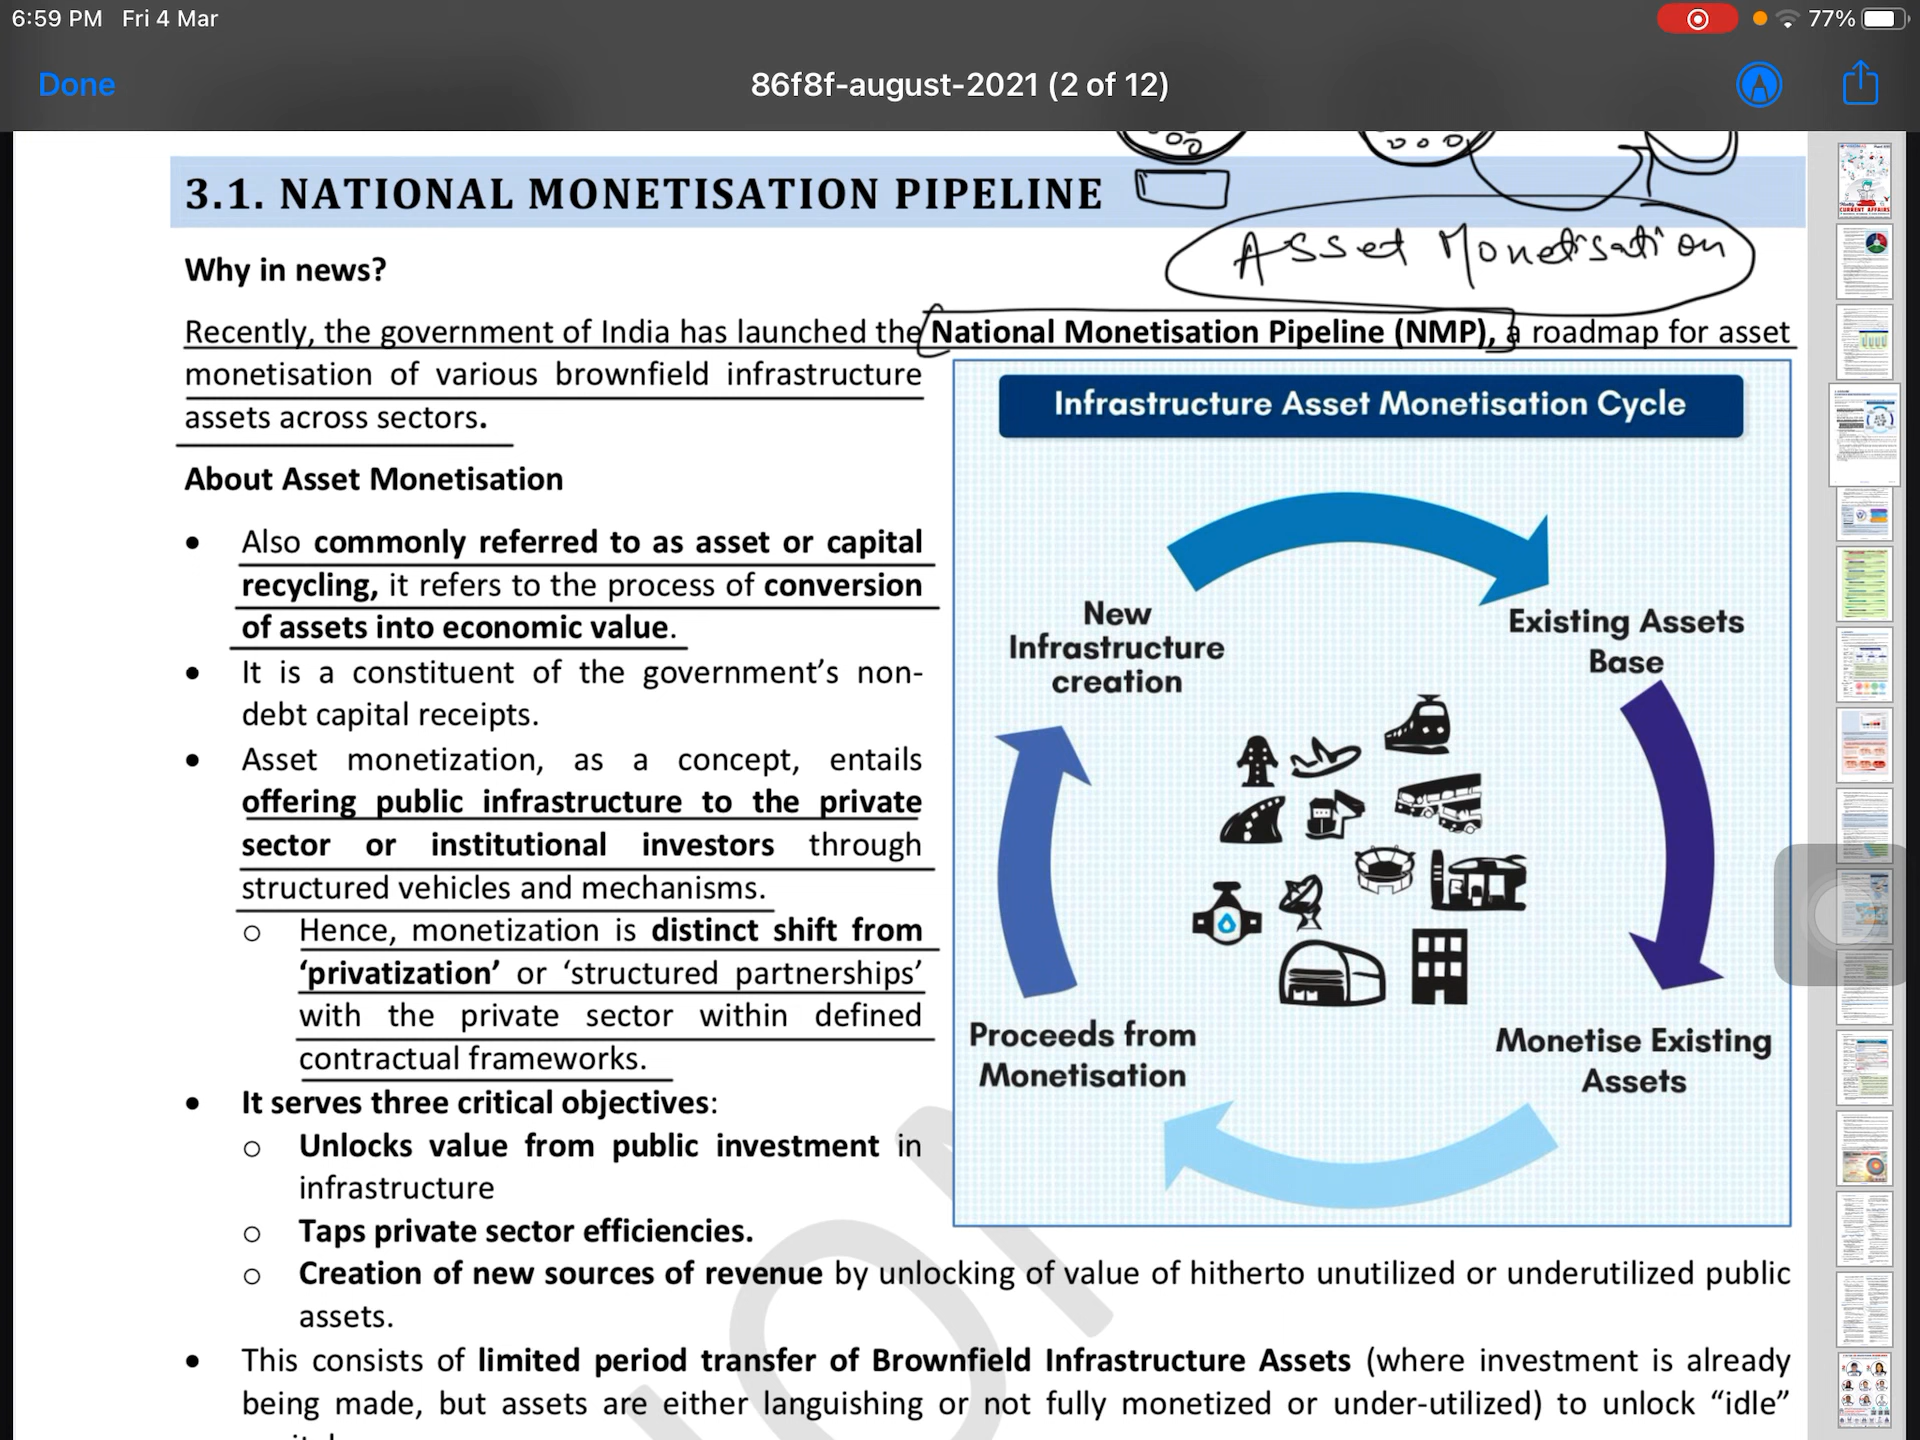 6:59 PM Fri 4 Mar
77%
Done
86f8f-august-2021 (2 of 12)
3.1. NATIONAL MONETISATION PIPELINE
Asset Monetisation
Why in news?
Recently, the government of India has launched the National Monetisation Pipeline (NMP), a roadmap for asset
monetisation of various brownfield infrastructure
assets across sectors.
About Asset Monetisation
• Also commonly referred to as asset or capital
recycling, it refers to the process of conversion
of assets into economic value.
• It is a constituent of the government’s non-
debt capital receipts.
• Asset monetization, as a concept, entails
offering public infrastructure to the private
sector or institutional investors through
structured vehicles and mechanisms.
o Hence, monetization is distinct shift from
‘privatization’ or ‘structured partnerships’
with the private sector within defined
contractual frameworks.
• It serves three critical objectives:
o Unlocks value from public investment in
infrastructure
o Taps private sector efficiencies.
o Creation of new sources of revenue by unlocking of value of hitherto unutilized or underutilized public
assets.
• This consists of limited period transfer of Brownfield Infrastructure Assets (where investment is already
being made, but assets are either languishing or not fully monetized or under-utilized) to unlock “idle”
Infrastructure Asset Monetisation Cycle
New
Infrastructure
creation
Existing Assets
Base
Proceeds from
Monetisation
Monetise Existing
Assets
CURRENT AFFAIRS